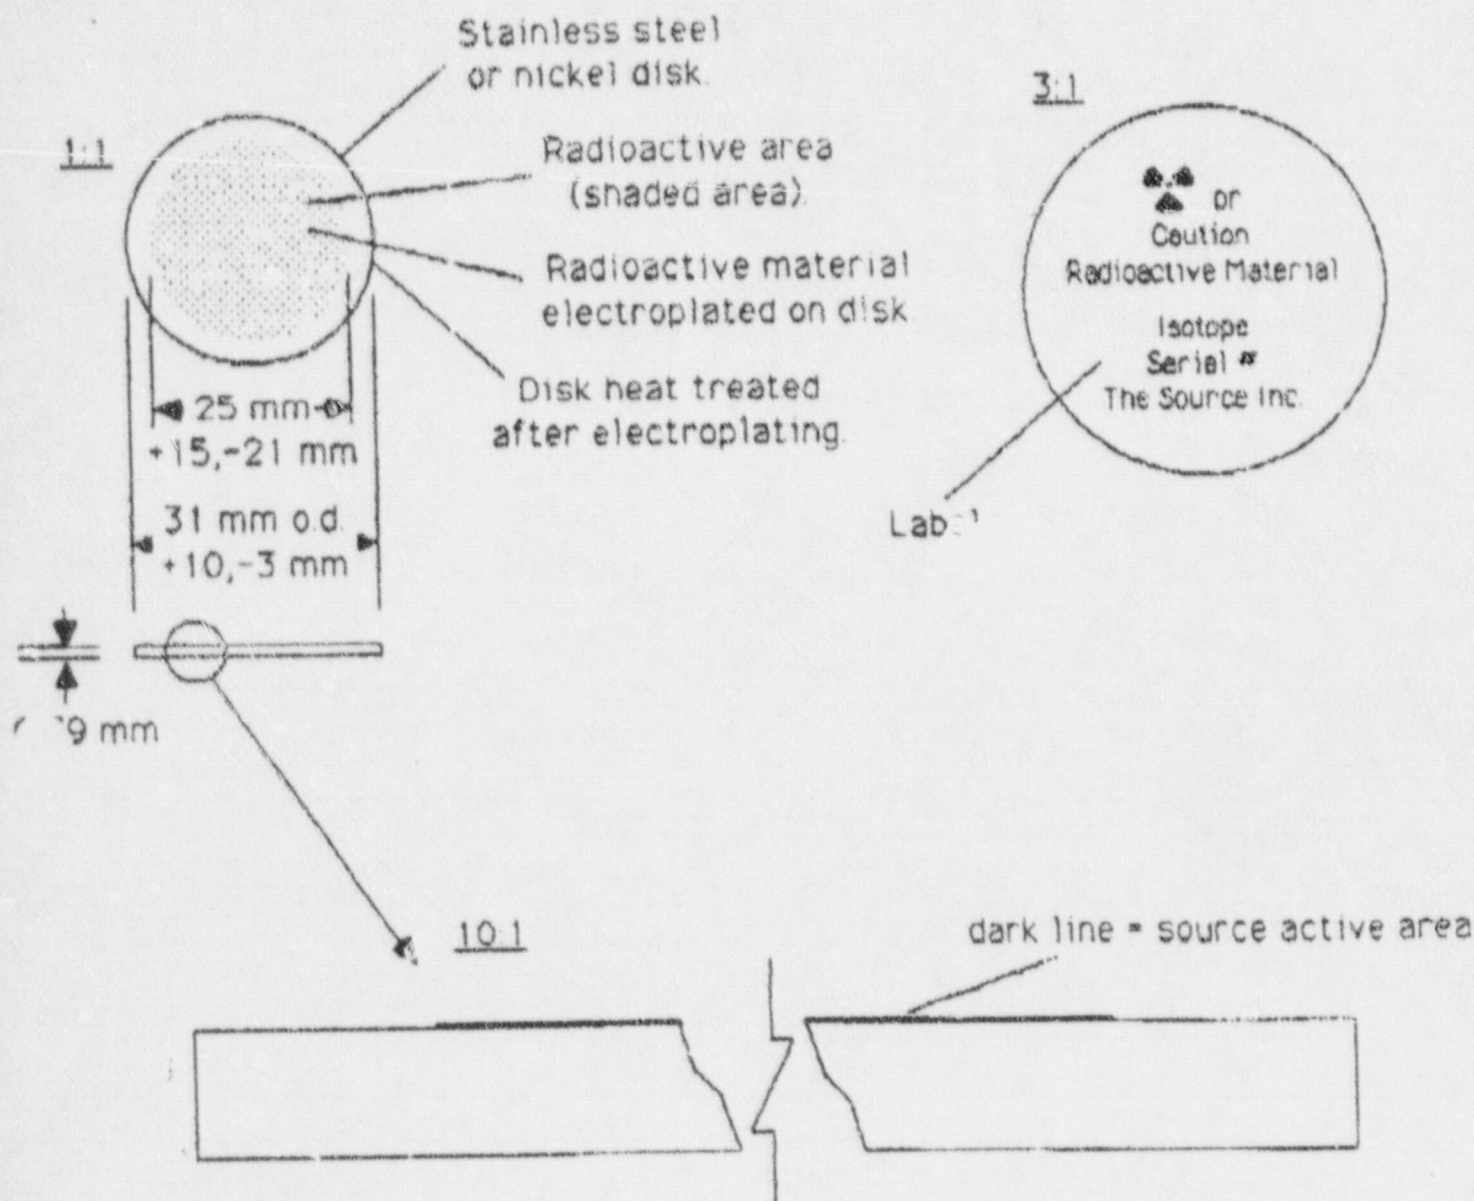 Stainless steel
or nickel disk.
1:1
Radioactive area
(shaded area).
Radioactive material
electroplated on disk
Disk heat treated
after electroplating.
25 mm
+15,-21 mm
31 mm o.d.
+10,-3 mm
9 mm
3:1
or
Caution
Radioactive Material
Isotope
Serial
The Source Inc.
10:1
dark line = source active area